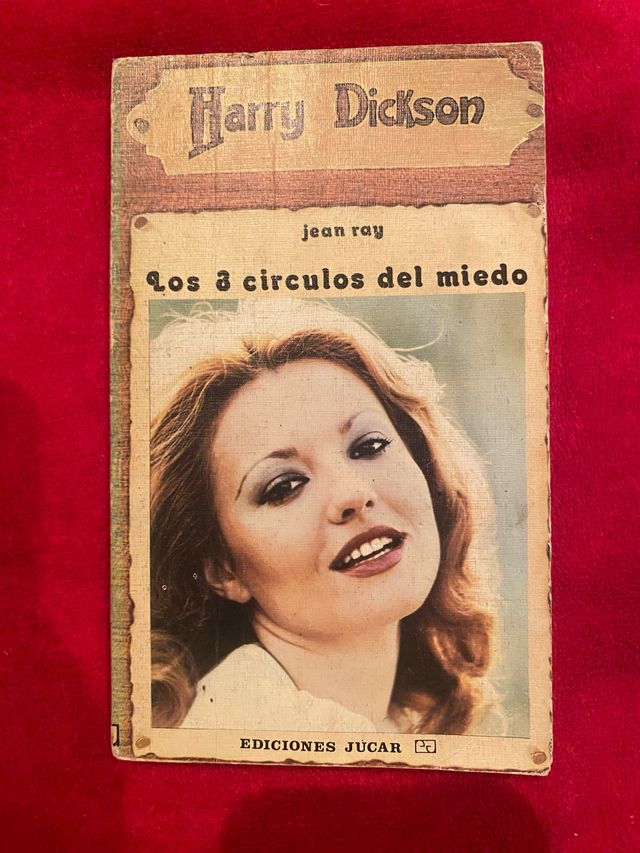 Harry Dickson
jean ray
Los 3 circulos del miedo
EDICIONES JÚCAR